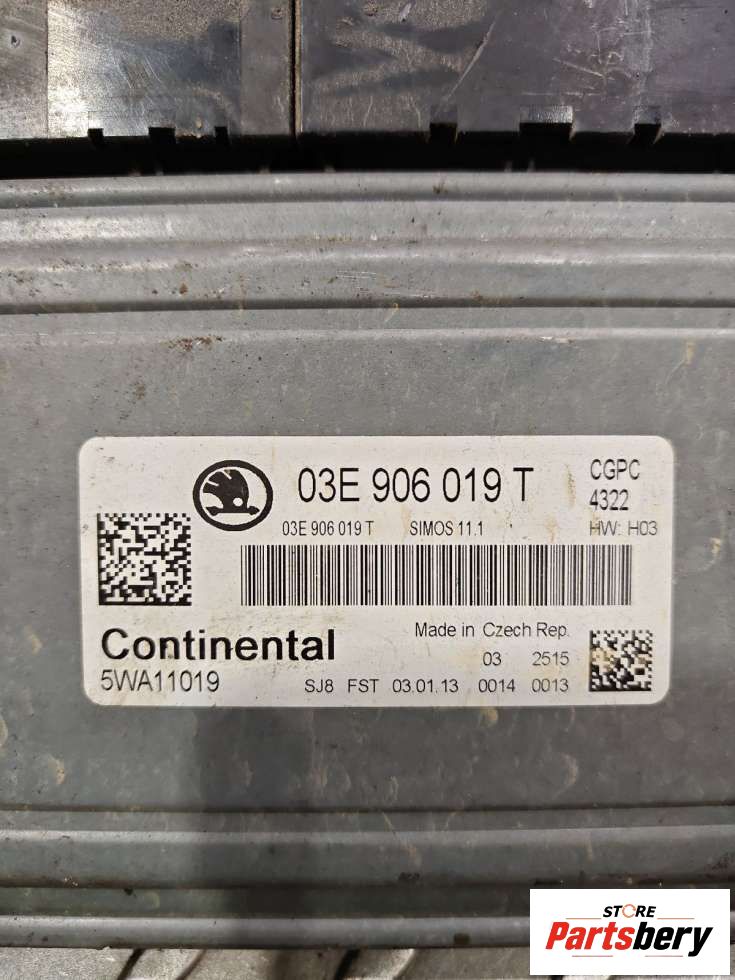 03E 906 019 T
CGPC
4322
03E 906 019 T SIMOS 11.1 HW: H03
Continental
Made in Czech Rep.
03 2515
5WA11019
SJ8 FST 03.01.13 0014 0013
STORE
Partsbery